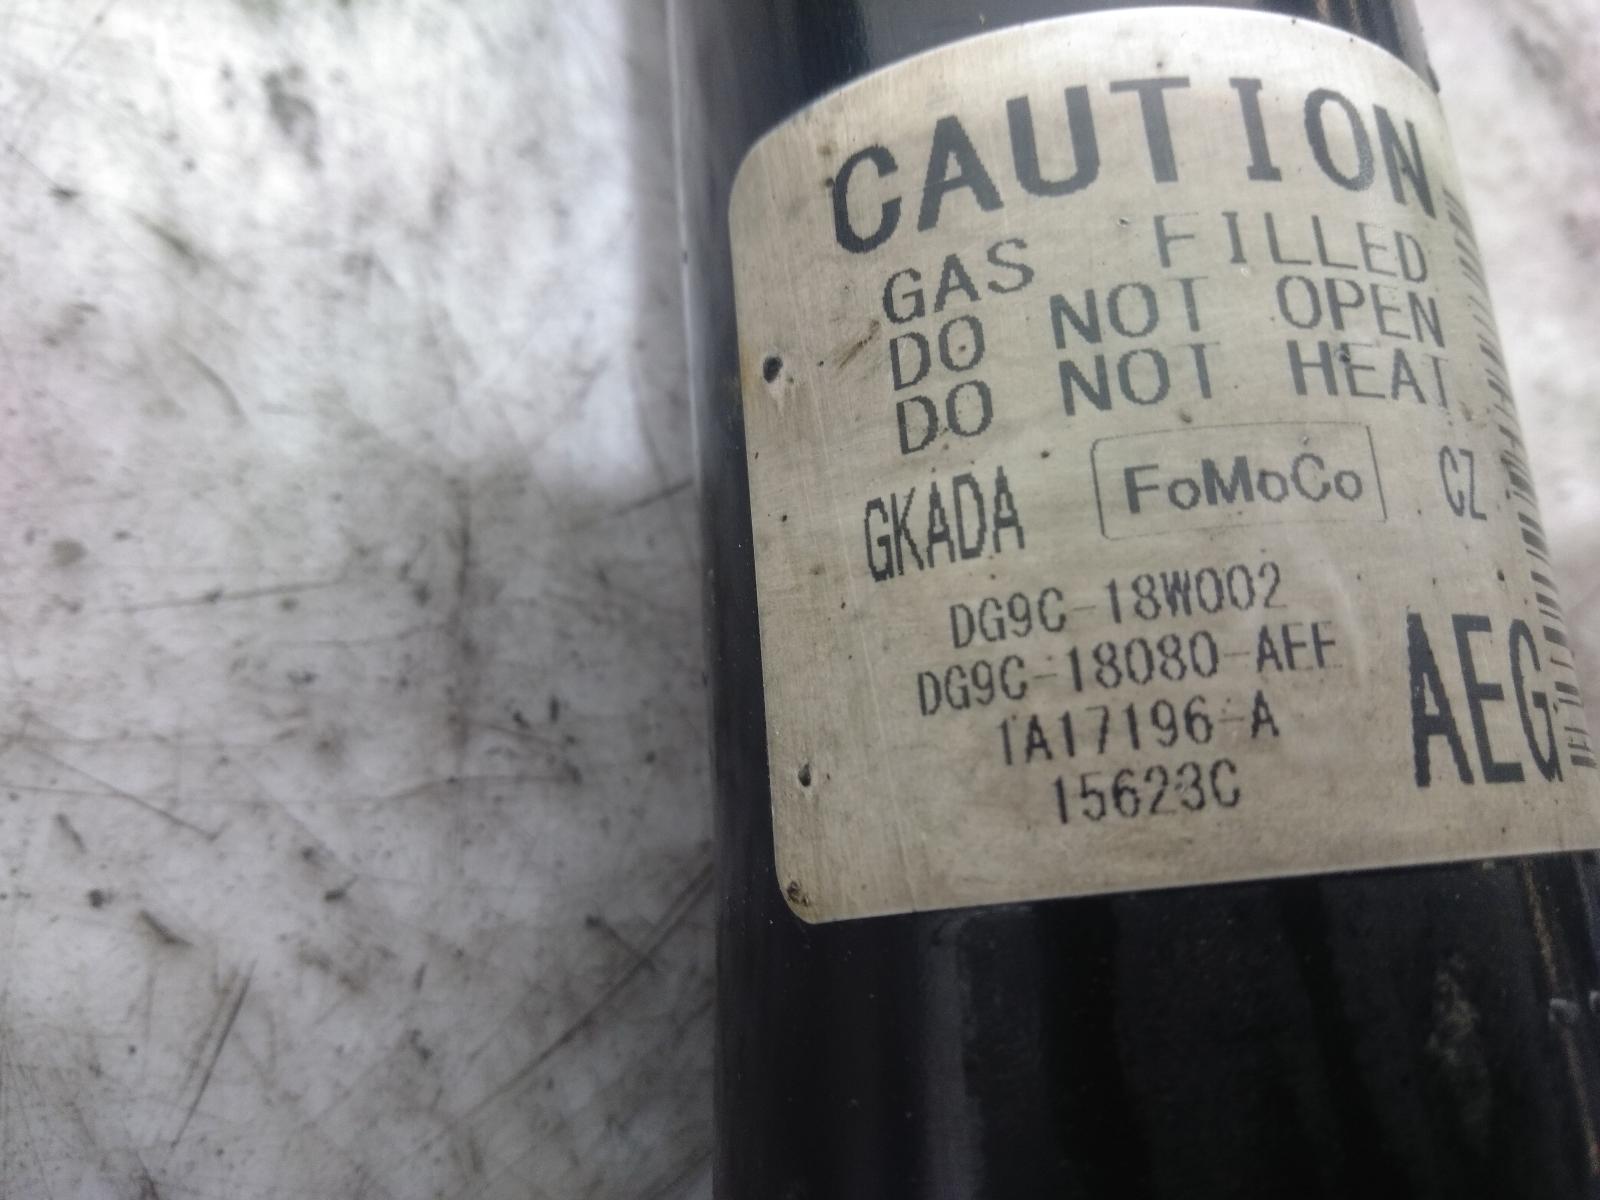 CAUTION
GAS FILLED
DO NOT OPEN
DO NOT HEAT
GKADA FoMoCo CZ
DG9C-18W002
DG9C-18080-AEE
1A17196-A
15623C
AEG